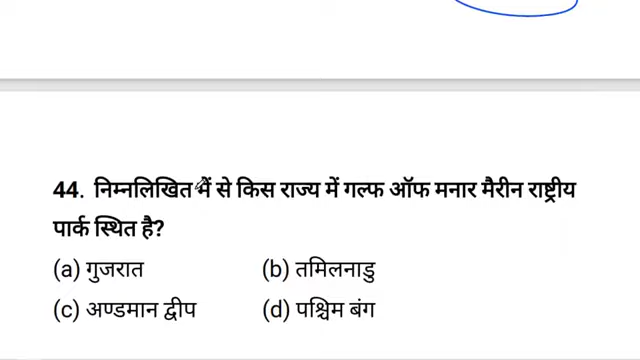 44. निम्नलिखित में से किस राज्य में गल्फ ऑफ मनार मैरीन राष्ट्रीय
पार्क स्थित है?
(a) गुजरात (b) तमिलनाडु
(c) अण्डमान द्वीप (d) पश्चिम बंग